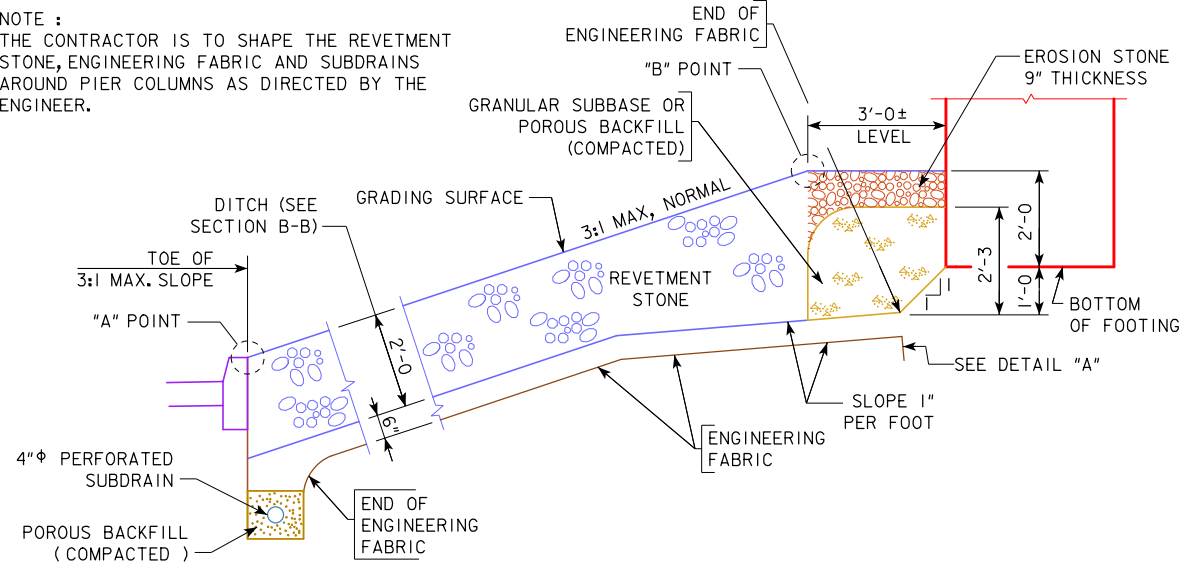 NOTE :
THE CONTRACTOR IS TO SHAPE THE REVETMENT
STONE, ENGINEERING FABRIC AND SUBDRAINS
AROUND PIER COLUMNS AS DIRECTED BY THE
ENGINEER.
END OF
ENGINEERING FABRIC
"B" POINT
EROSION STONE
9" THICKNESS
GRANULAR SUBBASE OR
POROUS BACKFILL
(COMPACTED)
3'-0±
LEVEL
GRADING SURFACE
3:1 MAX, NORMAL
DITCH (SEE
SECTION B-B)
TOE OF
3:1 MAX. SLOPE
"A" POINT
REVETMENT
STONE
2'-0
2'-3
1'-0
1
1
BOTTOM
OF FOOTING
2'-0
6"
SEE DETAIL "A"
SLOPE 1"
PER FOOT
ENGINEERING
FABRIC
4"Φ PERFORATED
SUBDRAIN
END OF
ENGINEERING
FABRIC
POROUS BACKFILL
( COMPACTED )